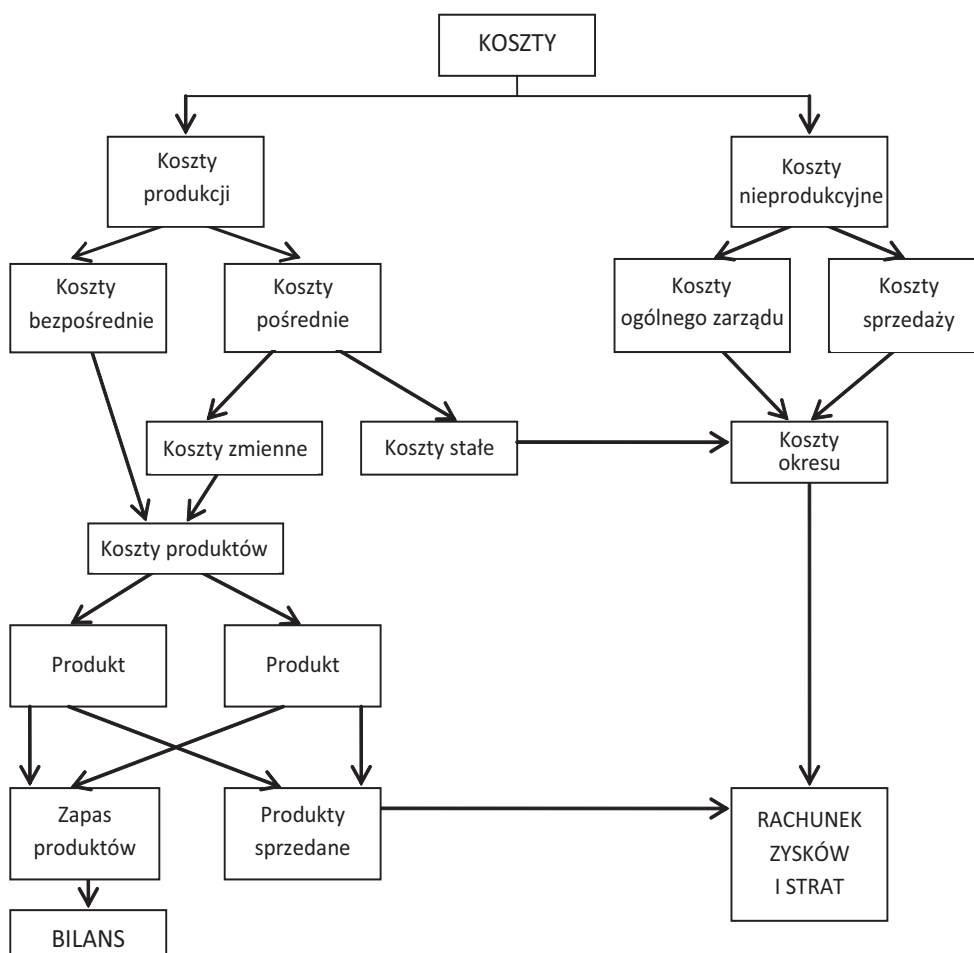 KOSZTY
Koszty
produkcji
Koszty
nieprodukcyjne
Koszty
bezpośrednie
Koszty
pośrednie
Koszty
ogólnego zarządu
Koszty
sprzedaży
Koszty zmienne
Koszty stałe
Koszty
okresu
Koszty produktów
Produkt
Produkt
Zapas
produktów
Produkty
sprzedane
RACHUNEK
ZYSKÓW
I STRAT
BILANS